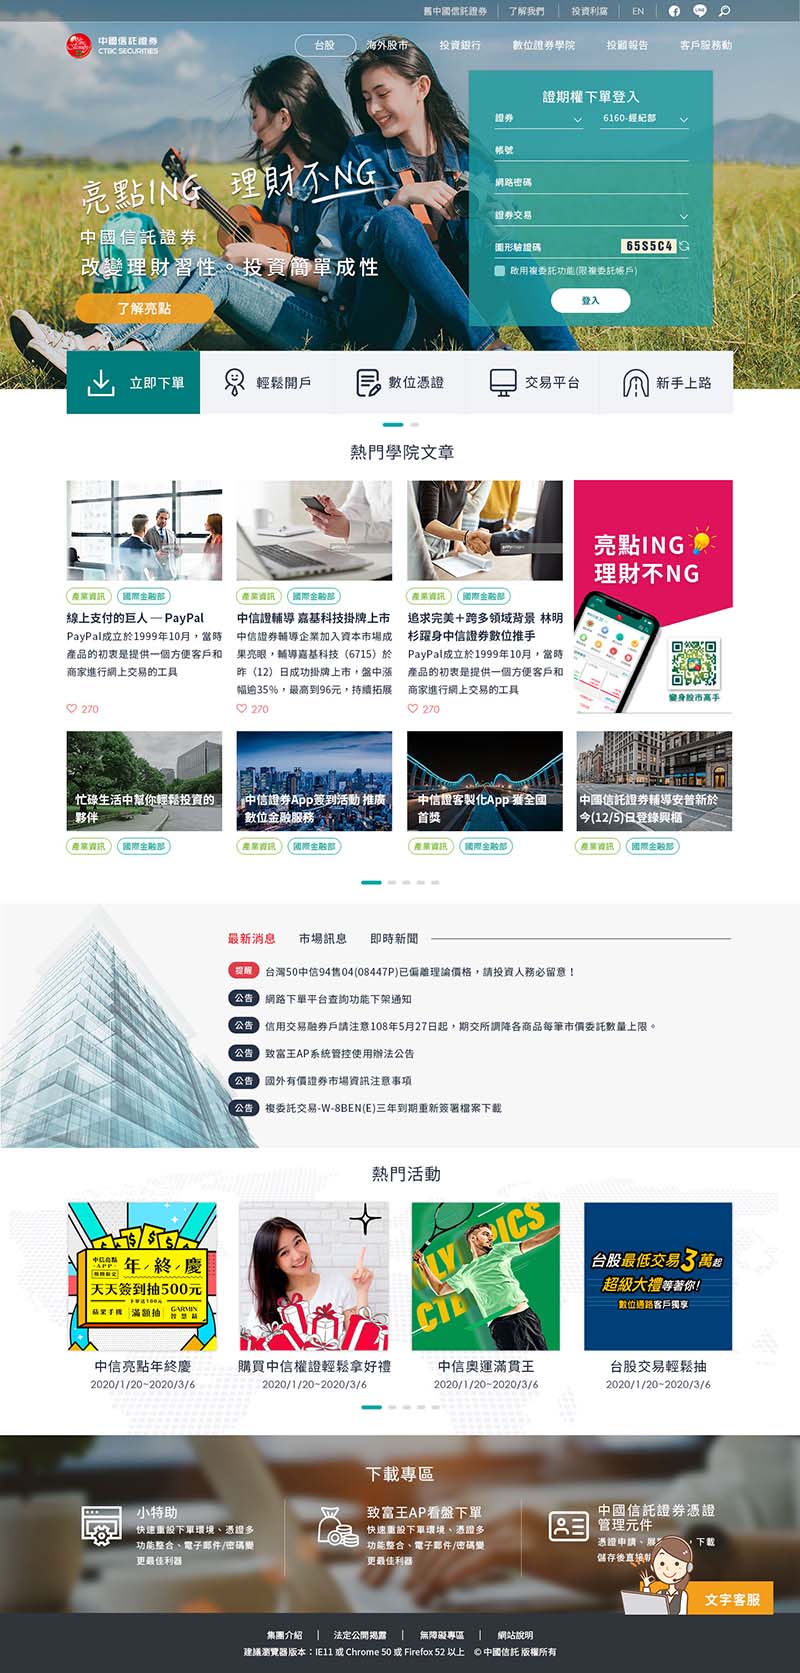 舊中國信託證券 | 了解我們 | 投資利窩 | EN
中國信託證券
CTBC SECURITIES
台股 海外股市 投資銀行 數位證券學院 投顧報告 客戶服務動
亮點ING 理財不NG
中國信託證券
改變理財習性。投資簡單成性
了解亮點
證期權下單登入
證券 6160-經紀部
帳號
網路密碼
證券交易
圖形驗證碼 65S5C4
啟用複委託功能(限複委託帳戶)
登入
立即下單 輕鬆開戶 數位憑證 交易平台 新手上路
熱門學院文章
產業資訊 國際金融部
線上支付的巨人 — PayPal
PayPal成立於1999年10月，當時
產品的初衷是提供一個方便客戶和
商家進行網上交易的工具
270
產業資訊 國際金融部
中信證輔導 嘉基科技掛牌上市
中信證券輔導企業加入資本市場成
果亮眼，輔導嘉基科技（6715）於
昨（12）日成功掛牌上市，盤中漲
幅逾35%，最高到96元，持續拓展
270
產業資訊 國際金融部
追求完美＋跨多領域背景 林明
杉躍身中信證券數位推手
PayPal成立於1999年10月，當時
產品的初衷是提供一個方便客戶和
商家進行網上交易的工具
270
亮點ING
理財不NG
變身股市高手
忙碌生活中幫你輕鬆投資的
夥伴
產業資訊 國際金融部
中信證券App簽到活動 推廣
數位金融服務
產業資訊 國際金融部
中信證客製化App 獲全國
首獎
產業資訊 國際金融部
中國信託證券輔導安普新於
今(12/5)日登錄興櫃
產業資訊 國際金融部
最新消息 市場訊息 即時新聞
提醒 台灣50中信94售04(08447P)已偏離理論價格，請投資人務必留意！
公告 網路下單平台查詢功能下架通知
公告 信用交易融券戶請注意108年5月27日起，期交所調降各商品每筆市價委託數量上限。
公告 致富王AP系統管控使用辦法公告
公告 國外有價證券市場資訊注意事項
公告 複委託交易-W-8BEN(E)三年到期重新簽署檔案下載
熱門活動
中信亮點
APP
年／終／慶
天天簽到抽500元
蘋果手機 滿額抽 GARMIN
中信亮點年終慶
2020/1/20~2020/3/6
購買中信權證輕鬆拿好禮
2020/1/20~2020/3/6
中信奧運滿貫王
2020/1/20~2020/3/6
台股最低交易3萬起
超級大禮等著你!
數位通路客戶獨享
台股交易輕鬆抽
2020/1/20~2020/3/6
下載專區
小特助
快速重設下單環境、憑證多
功能整合、電子郵件/密碼變
更最佳利器
致富王AP看盤下單
快速重設下單環境、憑證多
功能整合、電子郵件/密碼變
更最佳利器
中國信託證券憑證
管理元件
憑證申請、展 ，下載
儲存後直接
文字客服
集團介紹 | 法定公開揭露 | 無障礙專區 | 網站說明
建議瀏覽器版本：IE11 或 Chrome 50 或 Firefox 52 以上 © 中國信託 版權所有